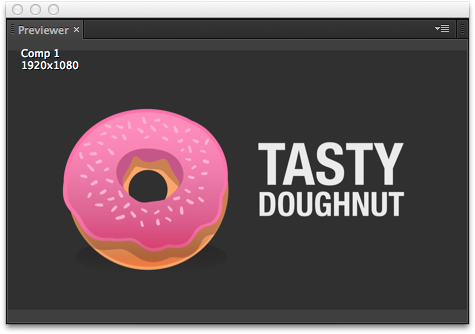 Previewer ×
Comp 1
1920x1080
TASTY
DOUGHNUT